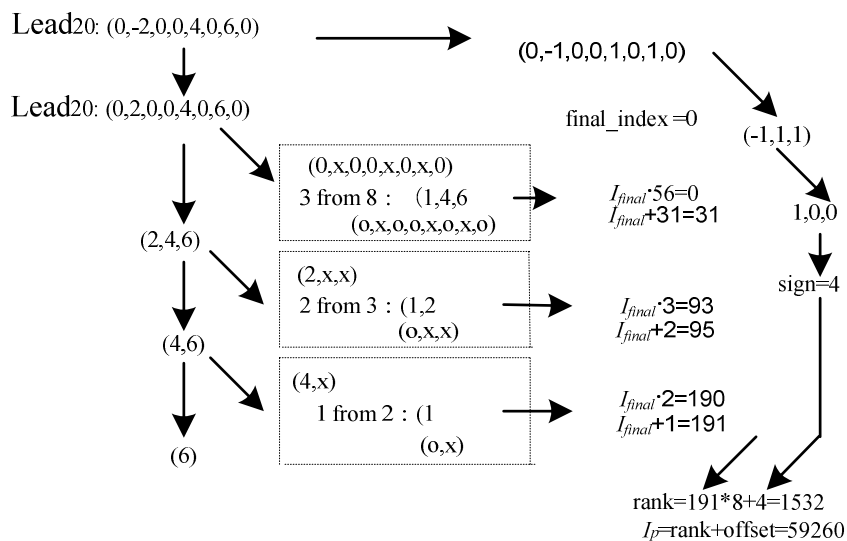 Lead20: (0,-2,0,0,4,0,6,0)
(0,-1,0,0,1,0,1,0)
Lead20: (0,2,0,0,4,0,6,0)
final_index=0
(-1,1,1)
(0,x,0,0,x,0,x,0)
3 from 8 : (1,4,6
(o,x,o,o,x,o,x,o)
Ifinal·56=0
Ifinal+31=31
1,0,0
(2,4,6)
(2,x,x)
2 from 3 : (1,2
(o,x,x)
Ifinal·3=93
Ifinal+2=95
sign=4
(4,6)
(4,x)
1 from 2 : (1
(o,x)
Ifinal·2=190
Ifinal+1=191
(6)
rank=191*8+4=1532
Ip=rank+offset=59260